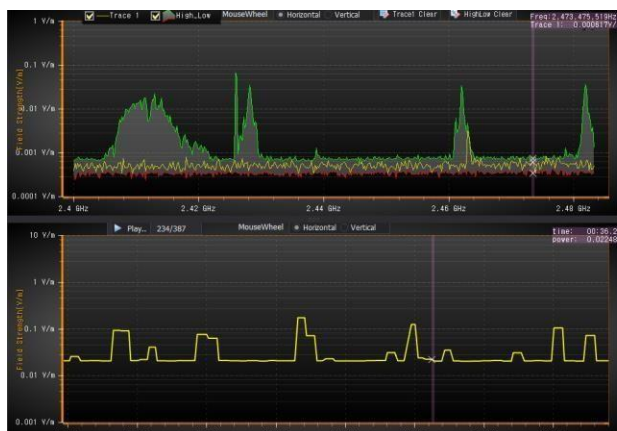 Trace 1 High_Low MouseWheel Horizontal Vertical Trace1 Clear HighLow Clear
Freq:2,473,475,519Hz
Trace 1: 0.000617V/
1 V/m
0.1 V/m
0.01 V/m
0.001 V/m
0.0001 V/m
Field Strength[V/m]
2.4 GHz 2.42 GHz 2.44 GHz 2.46 GHz 2.48 GHz
Play.. 234/387 MouseWheel Horizontal Vertical
time: 00:36.2
power: 0.02248
10 V/m
1 V/m
0.1 V/m
0.01 V/m
0.001 V/m
Field Strength[V/m]